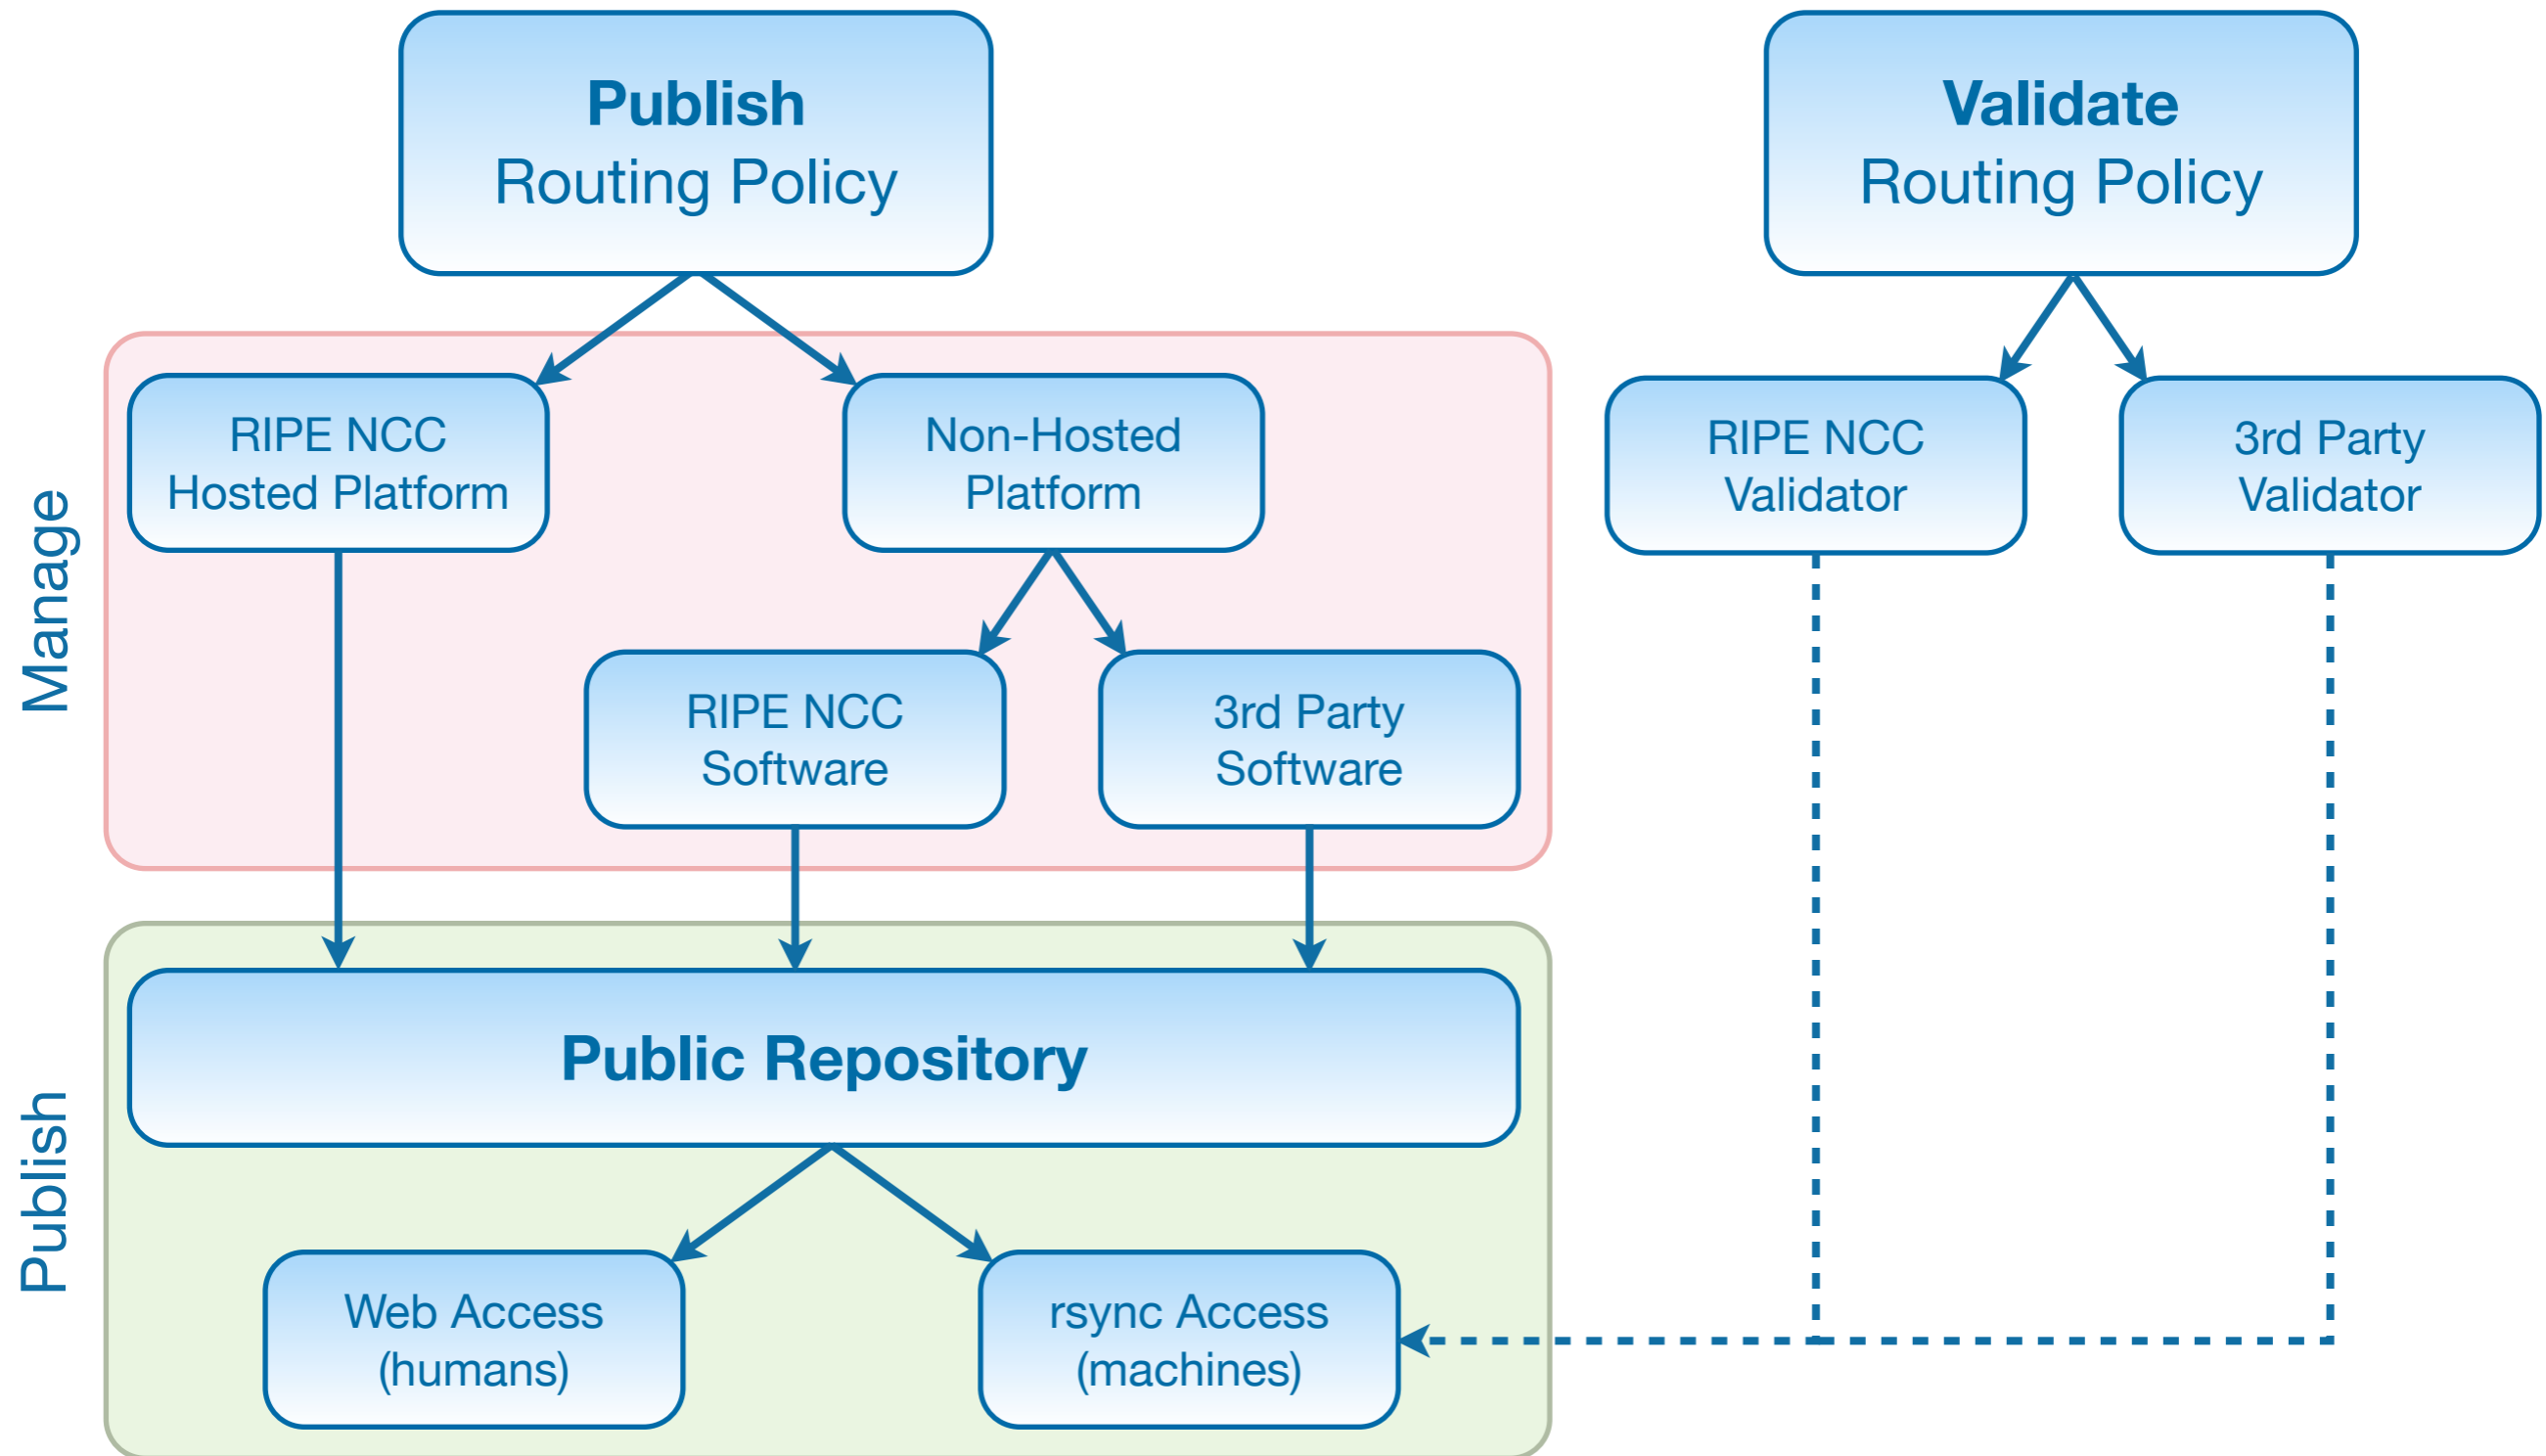 Publish
Routing Policy
Validate
Routing Policy
Manage
RIPE NCC
Hosted Platform
Non-Hosted
Platform
RIPE NCC
Validator
3rd Party
Validator
RIPE NCC
Software
3rd Party
Software
Publish
Public Repository
Web Access
(humans)
rsync Access
(machines)